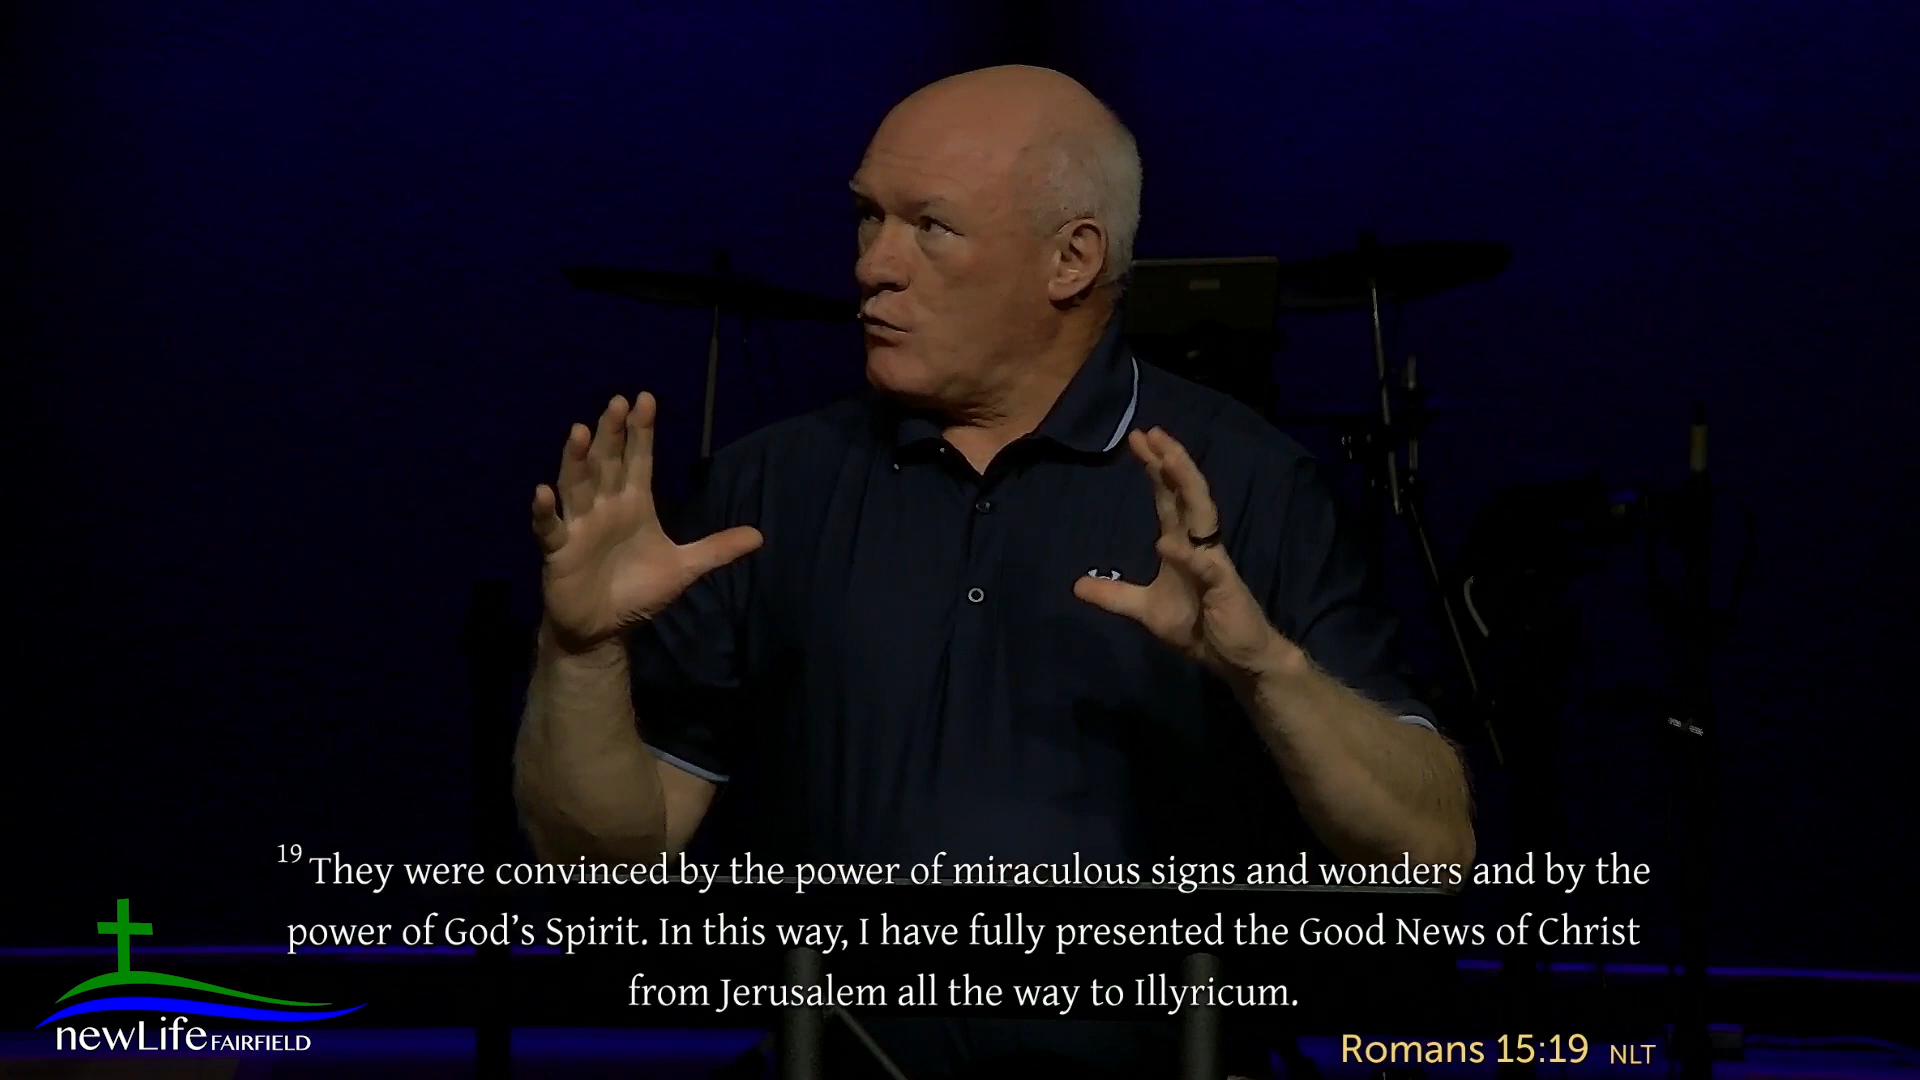 19 They were convinced by the power of miraculous signs and wonders and by the
power of God’s Spirit. In this way, I have fully presented the Good News of Christ
from Jerusalem all the way to Illyricum.
newLife FAIRFIELD
Romans 15:19 NLT